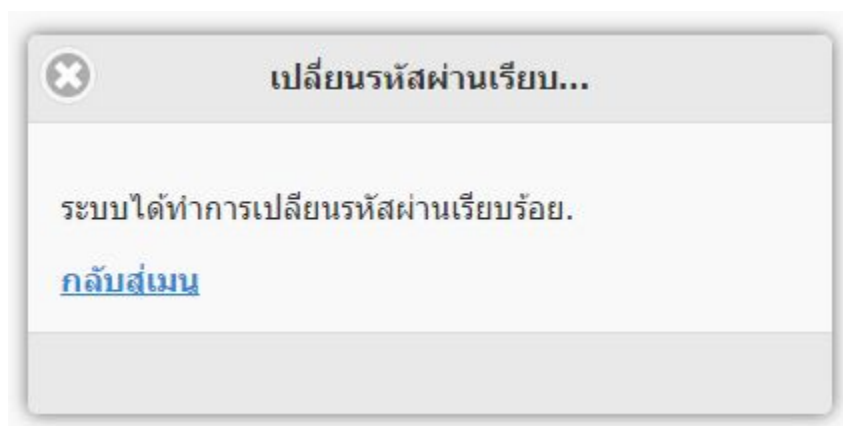 เปลี่ยนรหัสผ่านเรียบ...
ระบบได้ทำการเปลียนรหัสผ่านเรียบร้อย.
กลับสู่เมนู